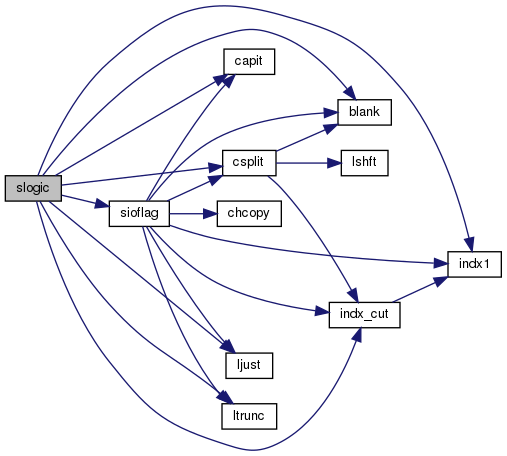 slogic
capit
blank
csplit
lshft
sioflag
chcopy
indx1
indx_cut
ljust
ltrunc